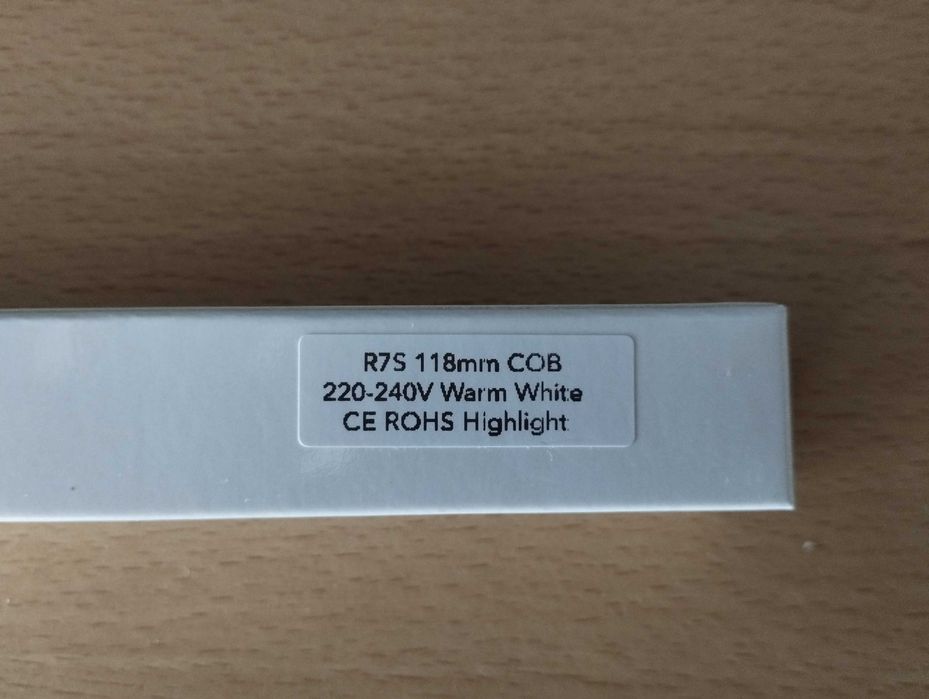 R7S 118mm COB
220-240V Warm White
CE ROHS Highlight